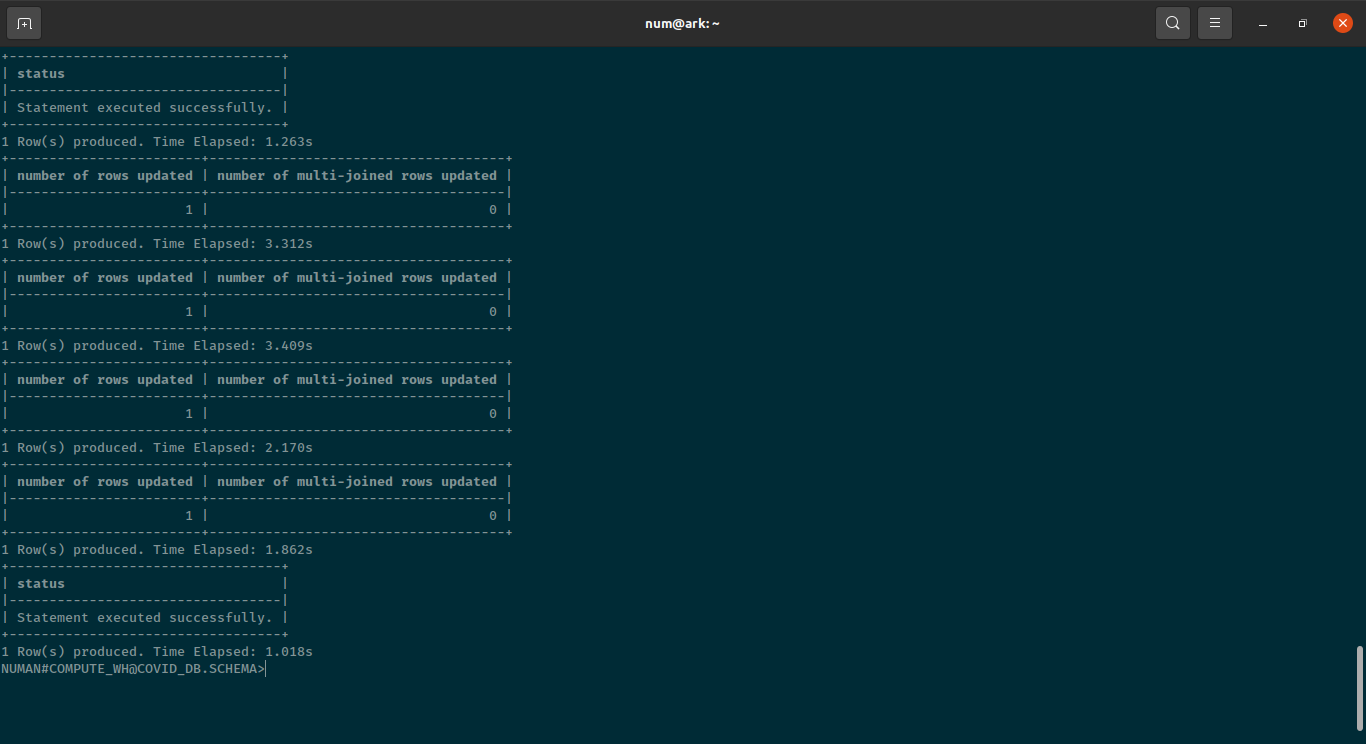 num@ark: ~
+----------------------------------+
| status                           |
|----------------------------------|
| Statement executed successfully. |
+----------------------------------+
1 Row(s) produced. Time Elapsed: 1.263s
+------------------------+-------------------------------------+
| number of rows updated | number of multi-joined rows updated |
|------------------------+-------------------------------------|
|                      1 |                                   0 |
+------------------------+-------------------------------------+
1 Row(s) produced. Time Elapsed: 3.312s
+------------------------+-------------------------------------+
| number of rows updated | number of multi-joined rows updated |
|------------------------+-------------------------------------|
|                      1 |                                   0 |
+------------------------+-------------------------------------+
1 Row(s) produced. Time Elapsed: 3.409s
+------------------------+-------------------------------------+
| number of rows updated | number of multi-joined rows updated |
|------------------------+-------------------------------------|
|                      1 |                                   0 |
+------------------------+-------------------------------------+
1 Row(s) produced. Time Elapsed: 2.170s
+------------------------+-------------------------------------+
| number of rows updated | number of multi-joined rows updated |
|------------------------+-------------------------------------|
|                      1 |                                   0 |
+------------------------+-------------------------------------+
1 Row(s) produced. Time Elapsed: 1.862s
+----------------------------------+
| status                           |
|----------------------------------|
| Statement executed successfully. |
+----------------------------------+
1 Row(s) produced. Time Elapsed: 1.018s
NUMAN#COMPUTE_WH@COVID_DB.SCHEMA>